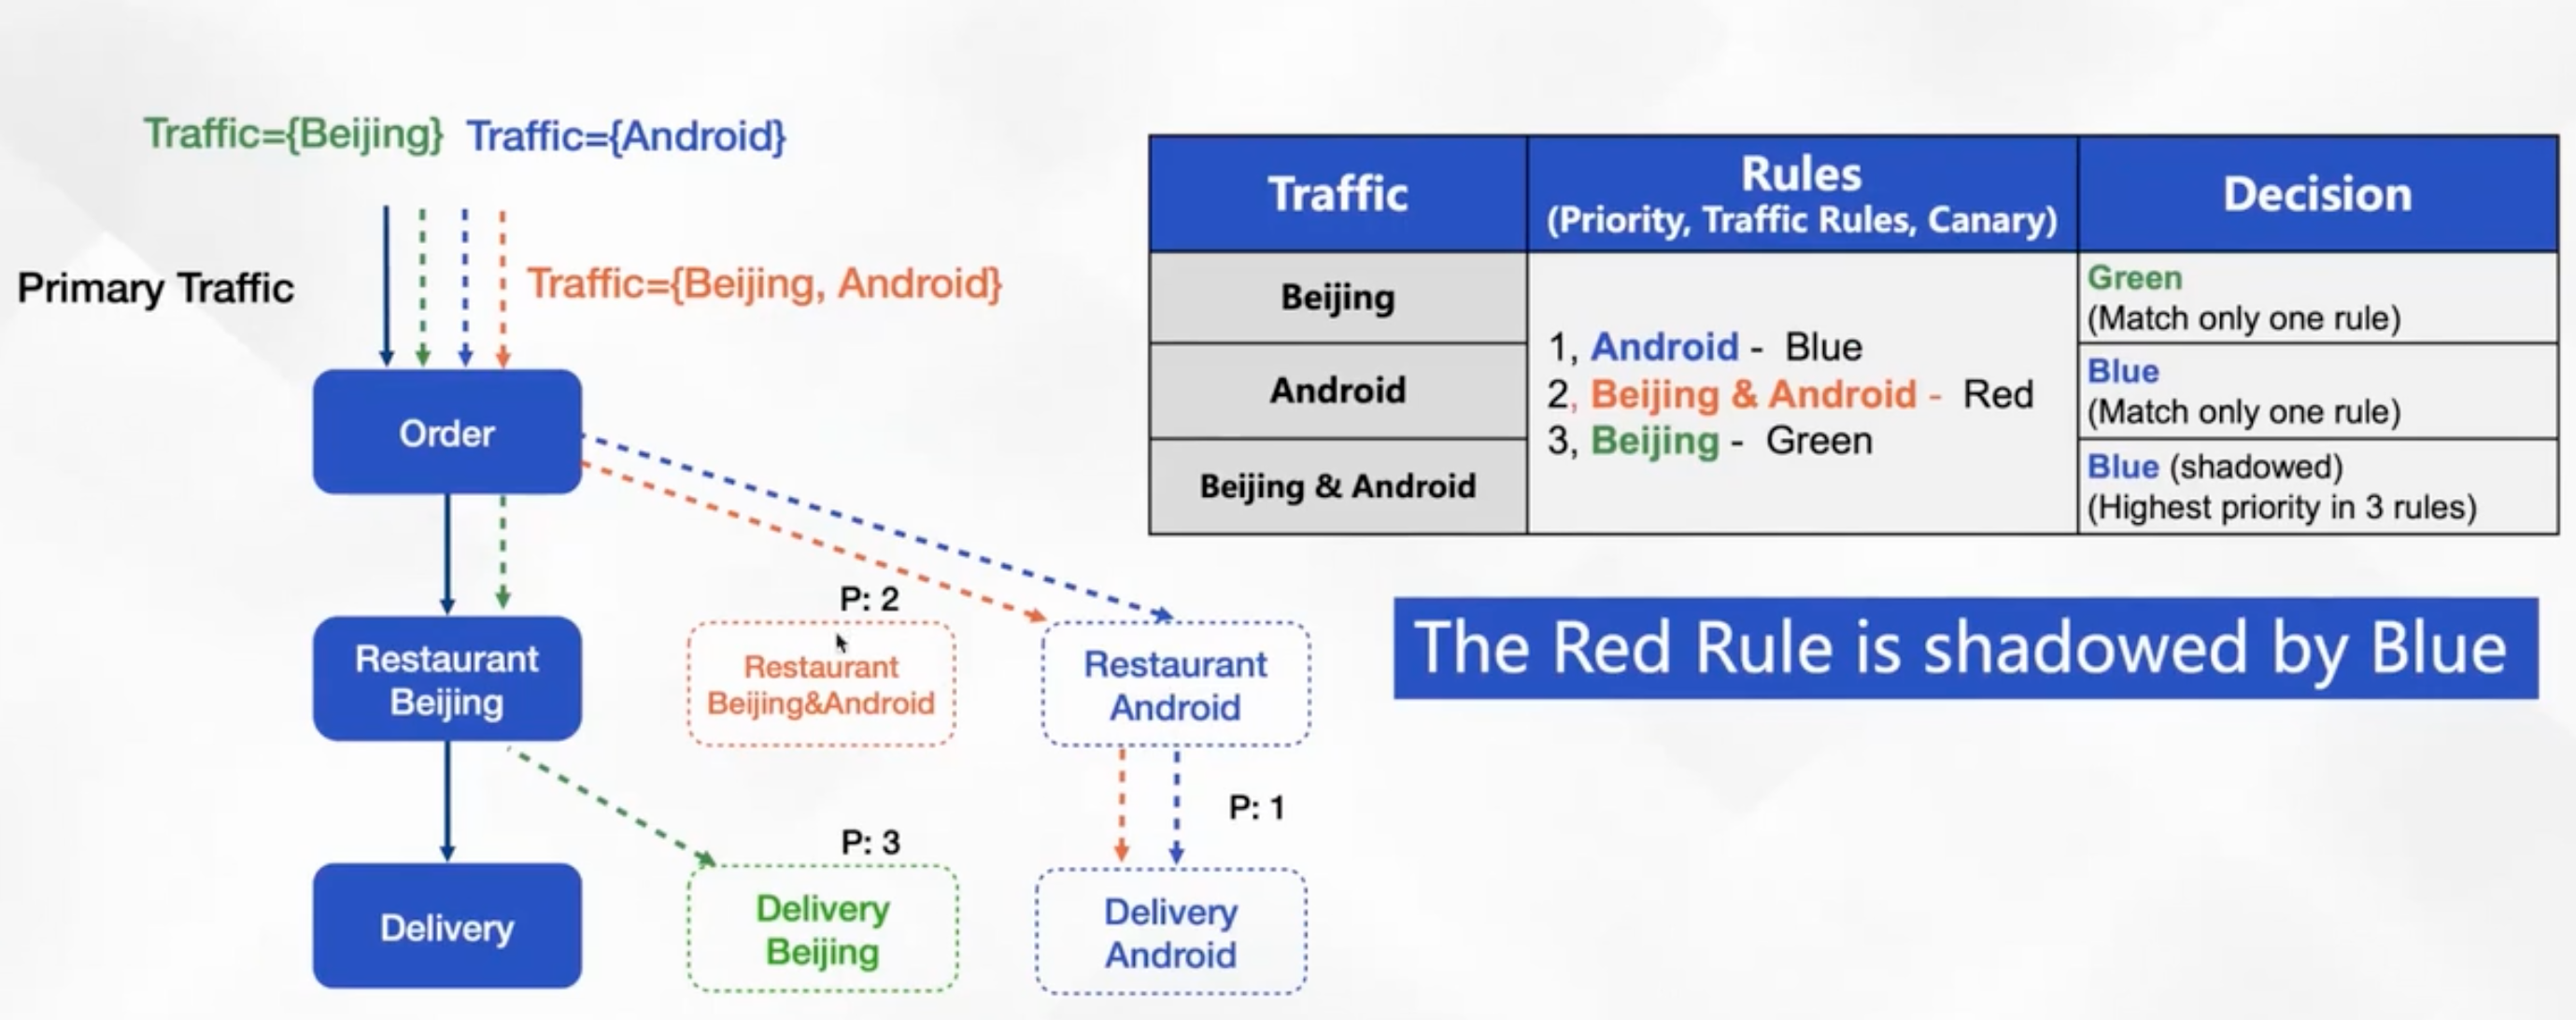 Traffic={Beijing} Traffic={Android}
Primary Traffic
Traffic={Beijing, Android}
Order
P: 2
Restaurant
Beijing
Restaurant
Beijing&Android
Restaurant
Android
P: 1
P: 3
Delivery
Delivery
Beijing
Delivery
Android
Traffic
Rules
(Priority, Traffic Rules, Canary)
Decision
Beijing
Android
Beijing & Android
1, Android - Blue
2, Beijing & Android - Red
3, Beijing - Green
Green
(Match only one rule)
Blue
(Match only one rule)
Blue (shadowed)
(Highest priority in 3 rules)
The Red Rule is shadowed by Blue